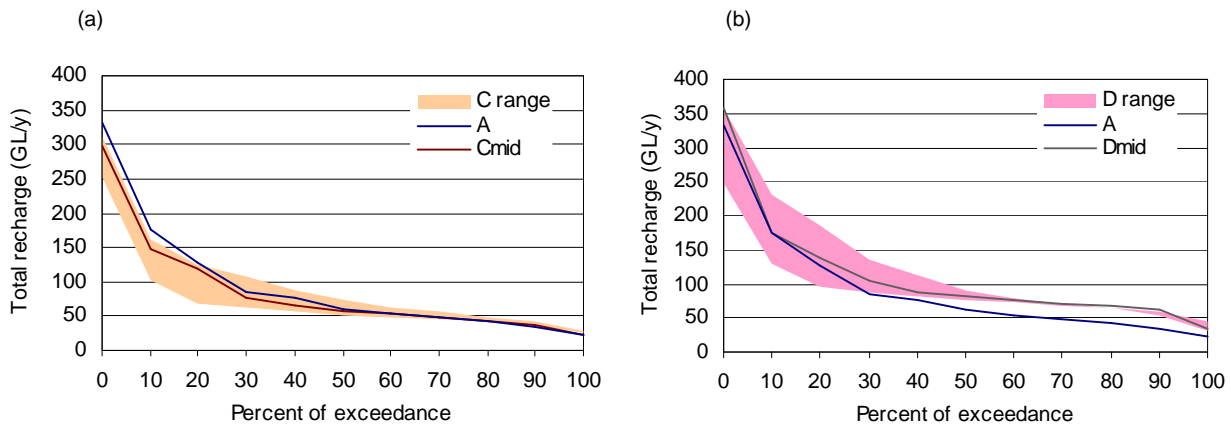 (a)
400
350
300
250
200
150
100
50
0
Total recharge (GL/y)
C range
A
Cmid
0 10 20 30 40 50 60 70 80 90 100
Percent of exceedance
(b)
400
350
300
250
200
150
100
50
0
Total recharge (GL/y)
D range
A
Dmid
0 10 20 30 40 50 60 70 80 90 100
Percent of exceedance